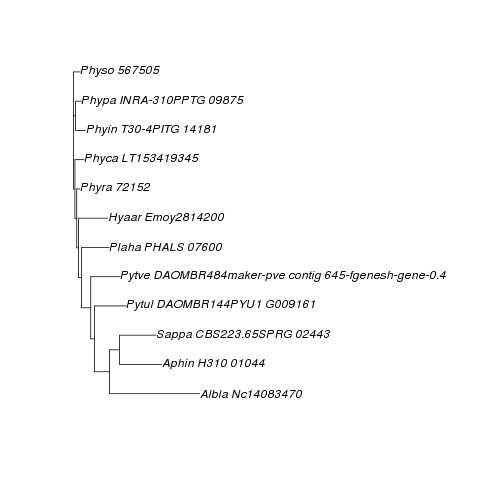 Physo 567505
Phypa INRA-310PPTG 09875
Phyin T30-4PITG 14181
Phyca LT153419345
Phyra 72152
Hyaar Emoy2814200
Plaha PHALS 07600
Pytve DAOMBR484maker-pve contig 645-fgenesh-gene-0.4
Pytul DAOMBR144PYU1 G009161
Sappa CBS223.65SPRG 02443
Aphin H310 01044
Albla Nc14083470